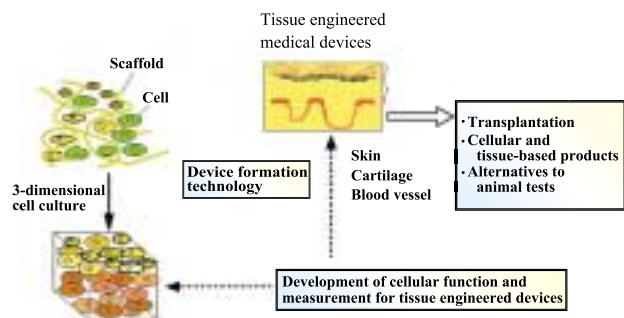 Tissue engineered
medical devices
Scaffold
Cell
3-dimensional
cell culture
Device formation
technology
Skin
Cartilage
Blood vessel
· Transplantation
· Cellular and
tissue-based products
· Alternatives to
animal tests
Development of cellular function and
measurement for tissue engineered devices